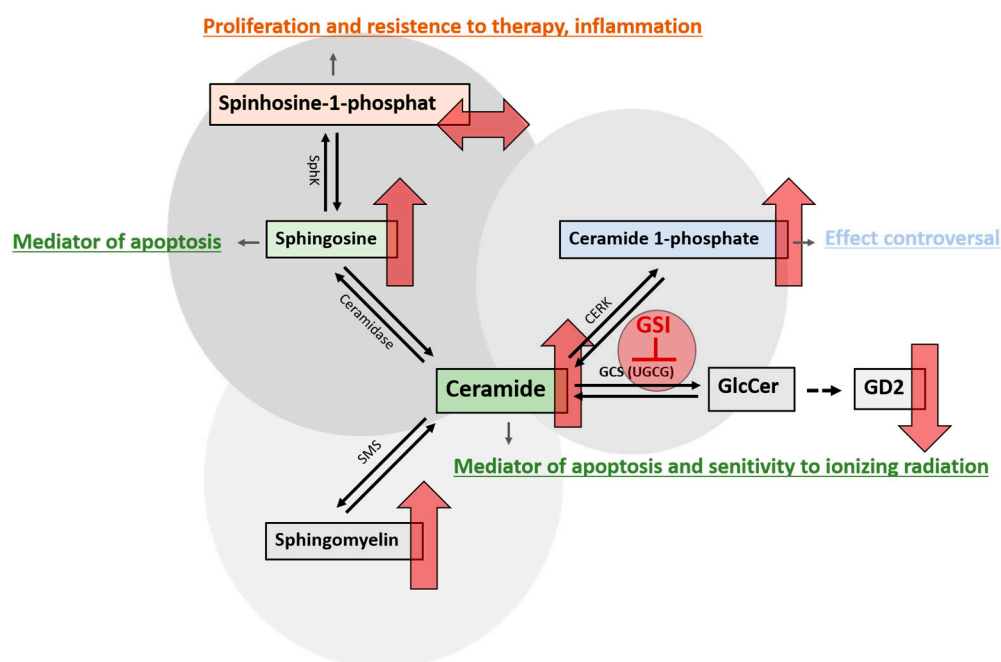 Proliferation and resistence to therapy, inflammation
Spinhosine-1-phosphat
SphK
Mediator of apoptosis
Sphingosine
Ceramide 1-phosphate
Effect controversal
Ceramidase
CERK
GSI
GCS (UGCG)
Ceramide
GlcCer
GD2
SMS
Mediator of apoptosis and senitivity to ionizing radiation
Sphingomyelin